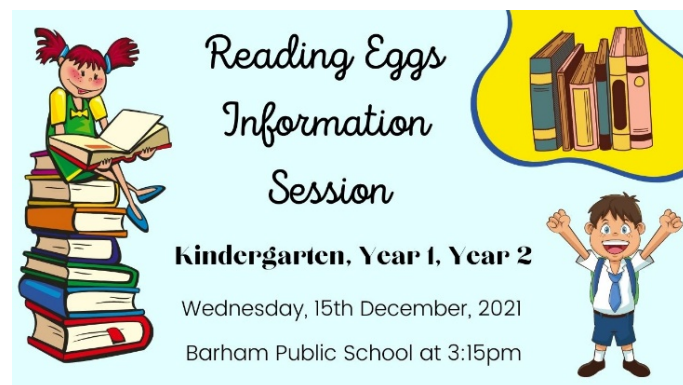 Reading Eggs
Information
Session
Kindergarten, Year 1, Year 2
Wednesday, 15th December, 2021
Barham Public School at 3:15pm